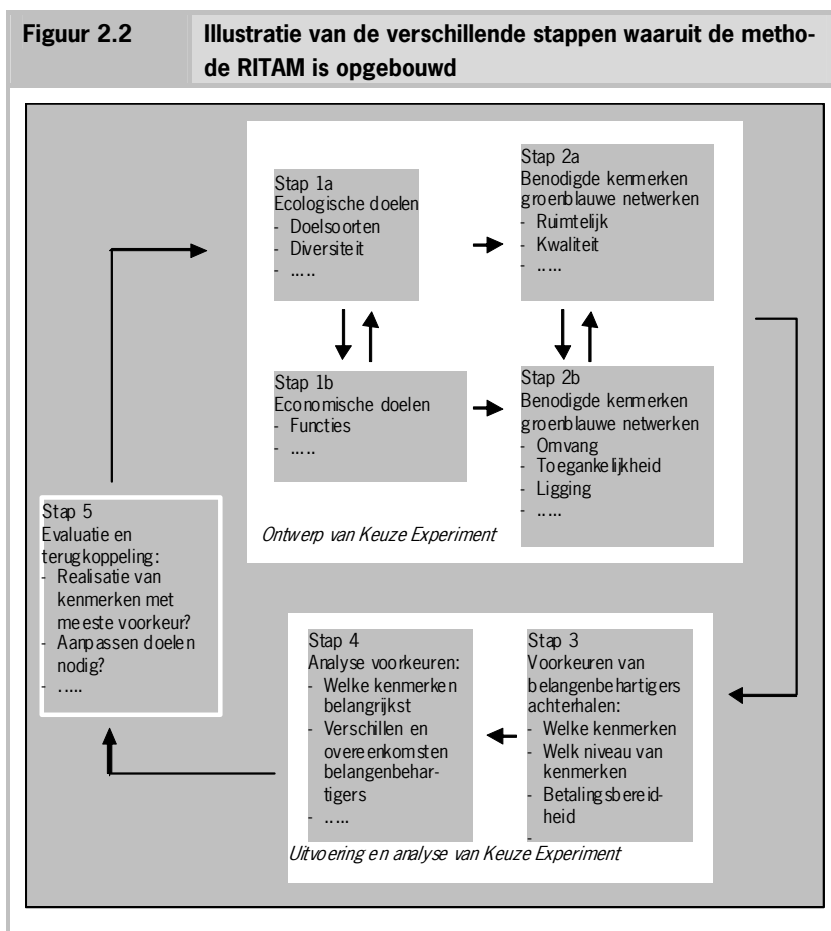 Figuur 2.2
Illustratie van de verschillende stappen waaruit de metho-
de RITAM is opgebouwd
Stap 1a
Ecologische doelen
- Doelsoorten
- Diversiteit
- .....
Stap 2a
Benodigde kenmerken
groenblauwe netwerken
- Ruimtelijk
- Kwaliteit
- .....
Stap 1b
Economische doelen
- Functies
- .....
Stap 2b
Benodigde kenmerken
groenblauwe netwerken
- Omvang
- Toegankelijkheid
- Ligging
- .....
Ontwerp van Keuze Experiment
Stap 5
Evaluatie en
terugkoppeling:
- Realisatie van
kenmerken met
meeste voorkeur?
- Aanpassen doelen
nodig?
- .....
Stap 4
Analyse voorkeuren:
- Welke kenmerken
belangrijkst
- Verschillen en
overeenkomsten
belangenbehar-
tigers
- .....
Stap 3
Voorkeuren van
belangenbehartigers
achterhalen:
- Welke kenmerken
- Welk niveau van
kenmerken
- Betalingsbereid-
heid
-
Uitvoering en analyse van Keuze Experiment